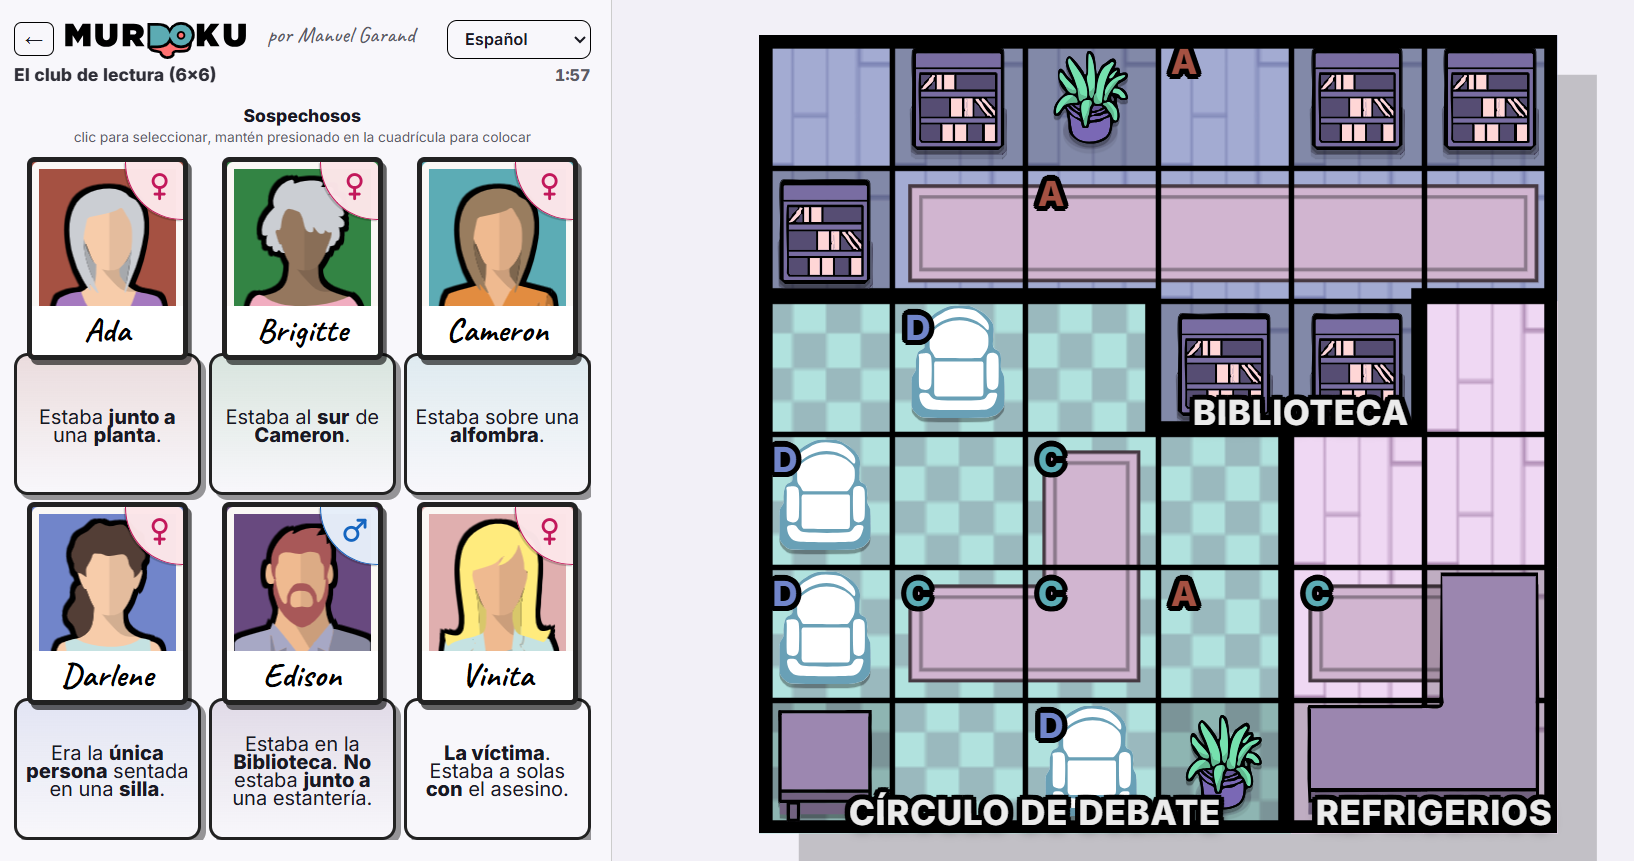 ←
MURDOKU
por Manuel Garand
Español
El club de lectura (6×6)
1:57
Sospechosos
clic para seleccionar, mantén presionado en la cuadrícula para colocar
Ada
Brigitte
Cameron
Estaba junto a
una planta.
Estaba al sur de
Cameron.
Estaba sobre una
alfombra.
Darlene
Edison
Vinita
Era la única
persona sentada
en una silla.
Estaba en la
Biblioteca. No
estaba junto a
una estantería.
La víctima.
Estaba a solas
con el asesino.
A
A
D
BIBLIOTECA
D
C
D
C
C
A
C
D
CÍRCULO DE DEBATE
REFRIGERIOS